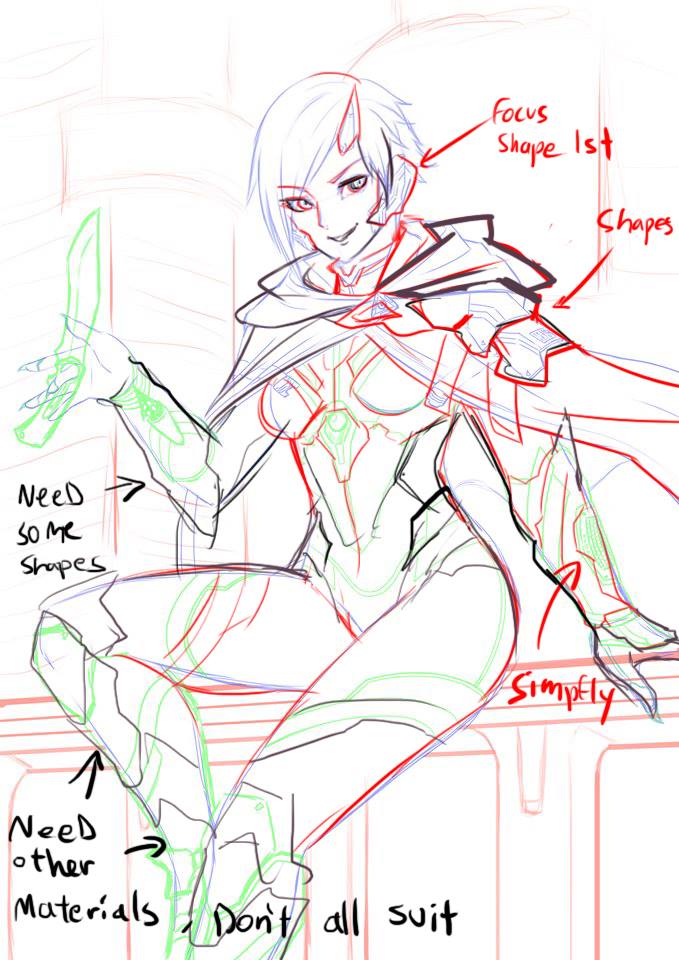 Focus
Shape 1st
Shapes
Need
some
shapes
Simpfly
Need
other
Materials, Don't all suit